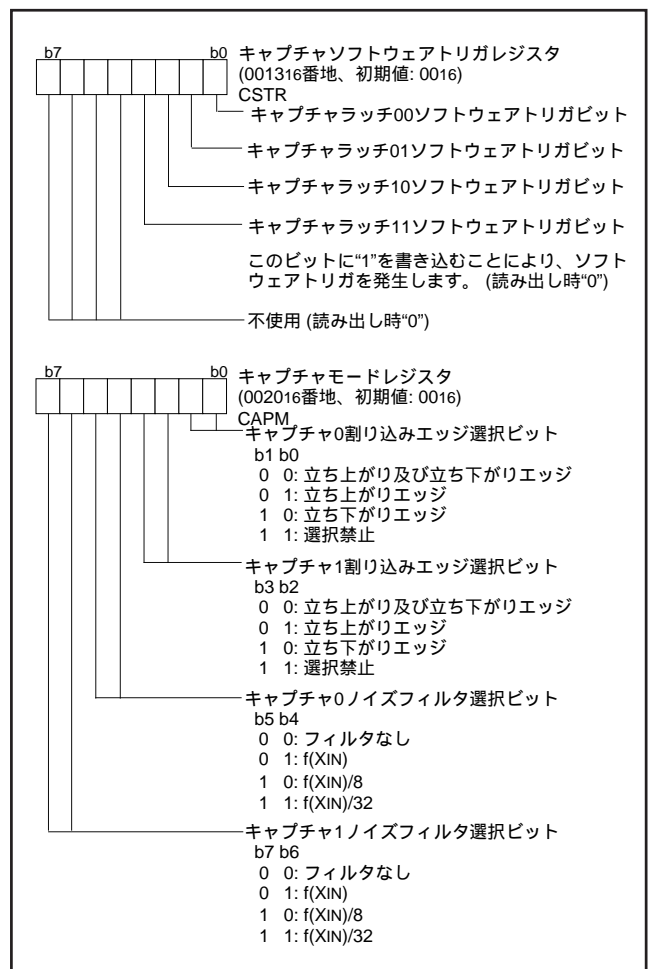 b7 b0 キャプチャソフトウェアトリガレジスタ
(001316番地、初期値: 0016)
CSTR
キャプチャラッチ00ソフトウェアトリガビット
キャプチャラッチ01ソフトウェアトリガビット
キャプチャラッチ10ソフトウェアトリガビット
キャプチャラッチ11ソフトウェアトリガビット
このビットに“1”を書き込むことにより、ソフト
ウェアトリガを発生します。 (読み出し時“0”)
不使用 (読み出し時“0”)
b7 b0 キャプチャモードレジスタ
(002016番地、初期値: 0016)
CAPM
キャプチャ0割り込みエッジ選択ビット
b1 b0
0 0: 立ち上がり及び立ち下がりエッジ
0 1: 立ち上がりエッジ
1 0: 立ち下がりエッジ
1 1: 選択禁止
キャプチャ1割り込みエッジ選択ビット
b3 b2
0 0: 立ち上がり及び立ち下がりエッジ
0 1: 立ち上がりエッジ
1 0: 立ち下がりエッジ
1 1: 選択禁止
キャプチャ0ノイズフィルタ選択ビット
b5 b4
0 0: フィルタなし
0 1: f(XIN)
1 0: f(XIN)/8
1 1: f(XIN)/32
キャプチャ1ノイズフィルタ選択ビット
b7 b6
0 0: フィルタなし
0 1: f(XIN)
1 0: f(XIN)/8
1 1: f(XIN)/32